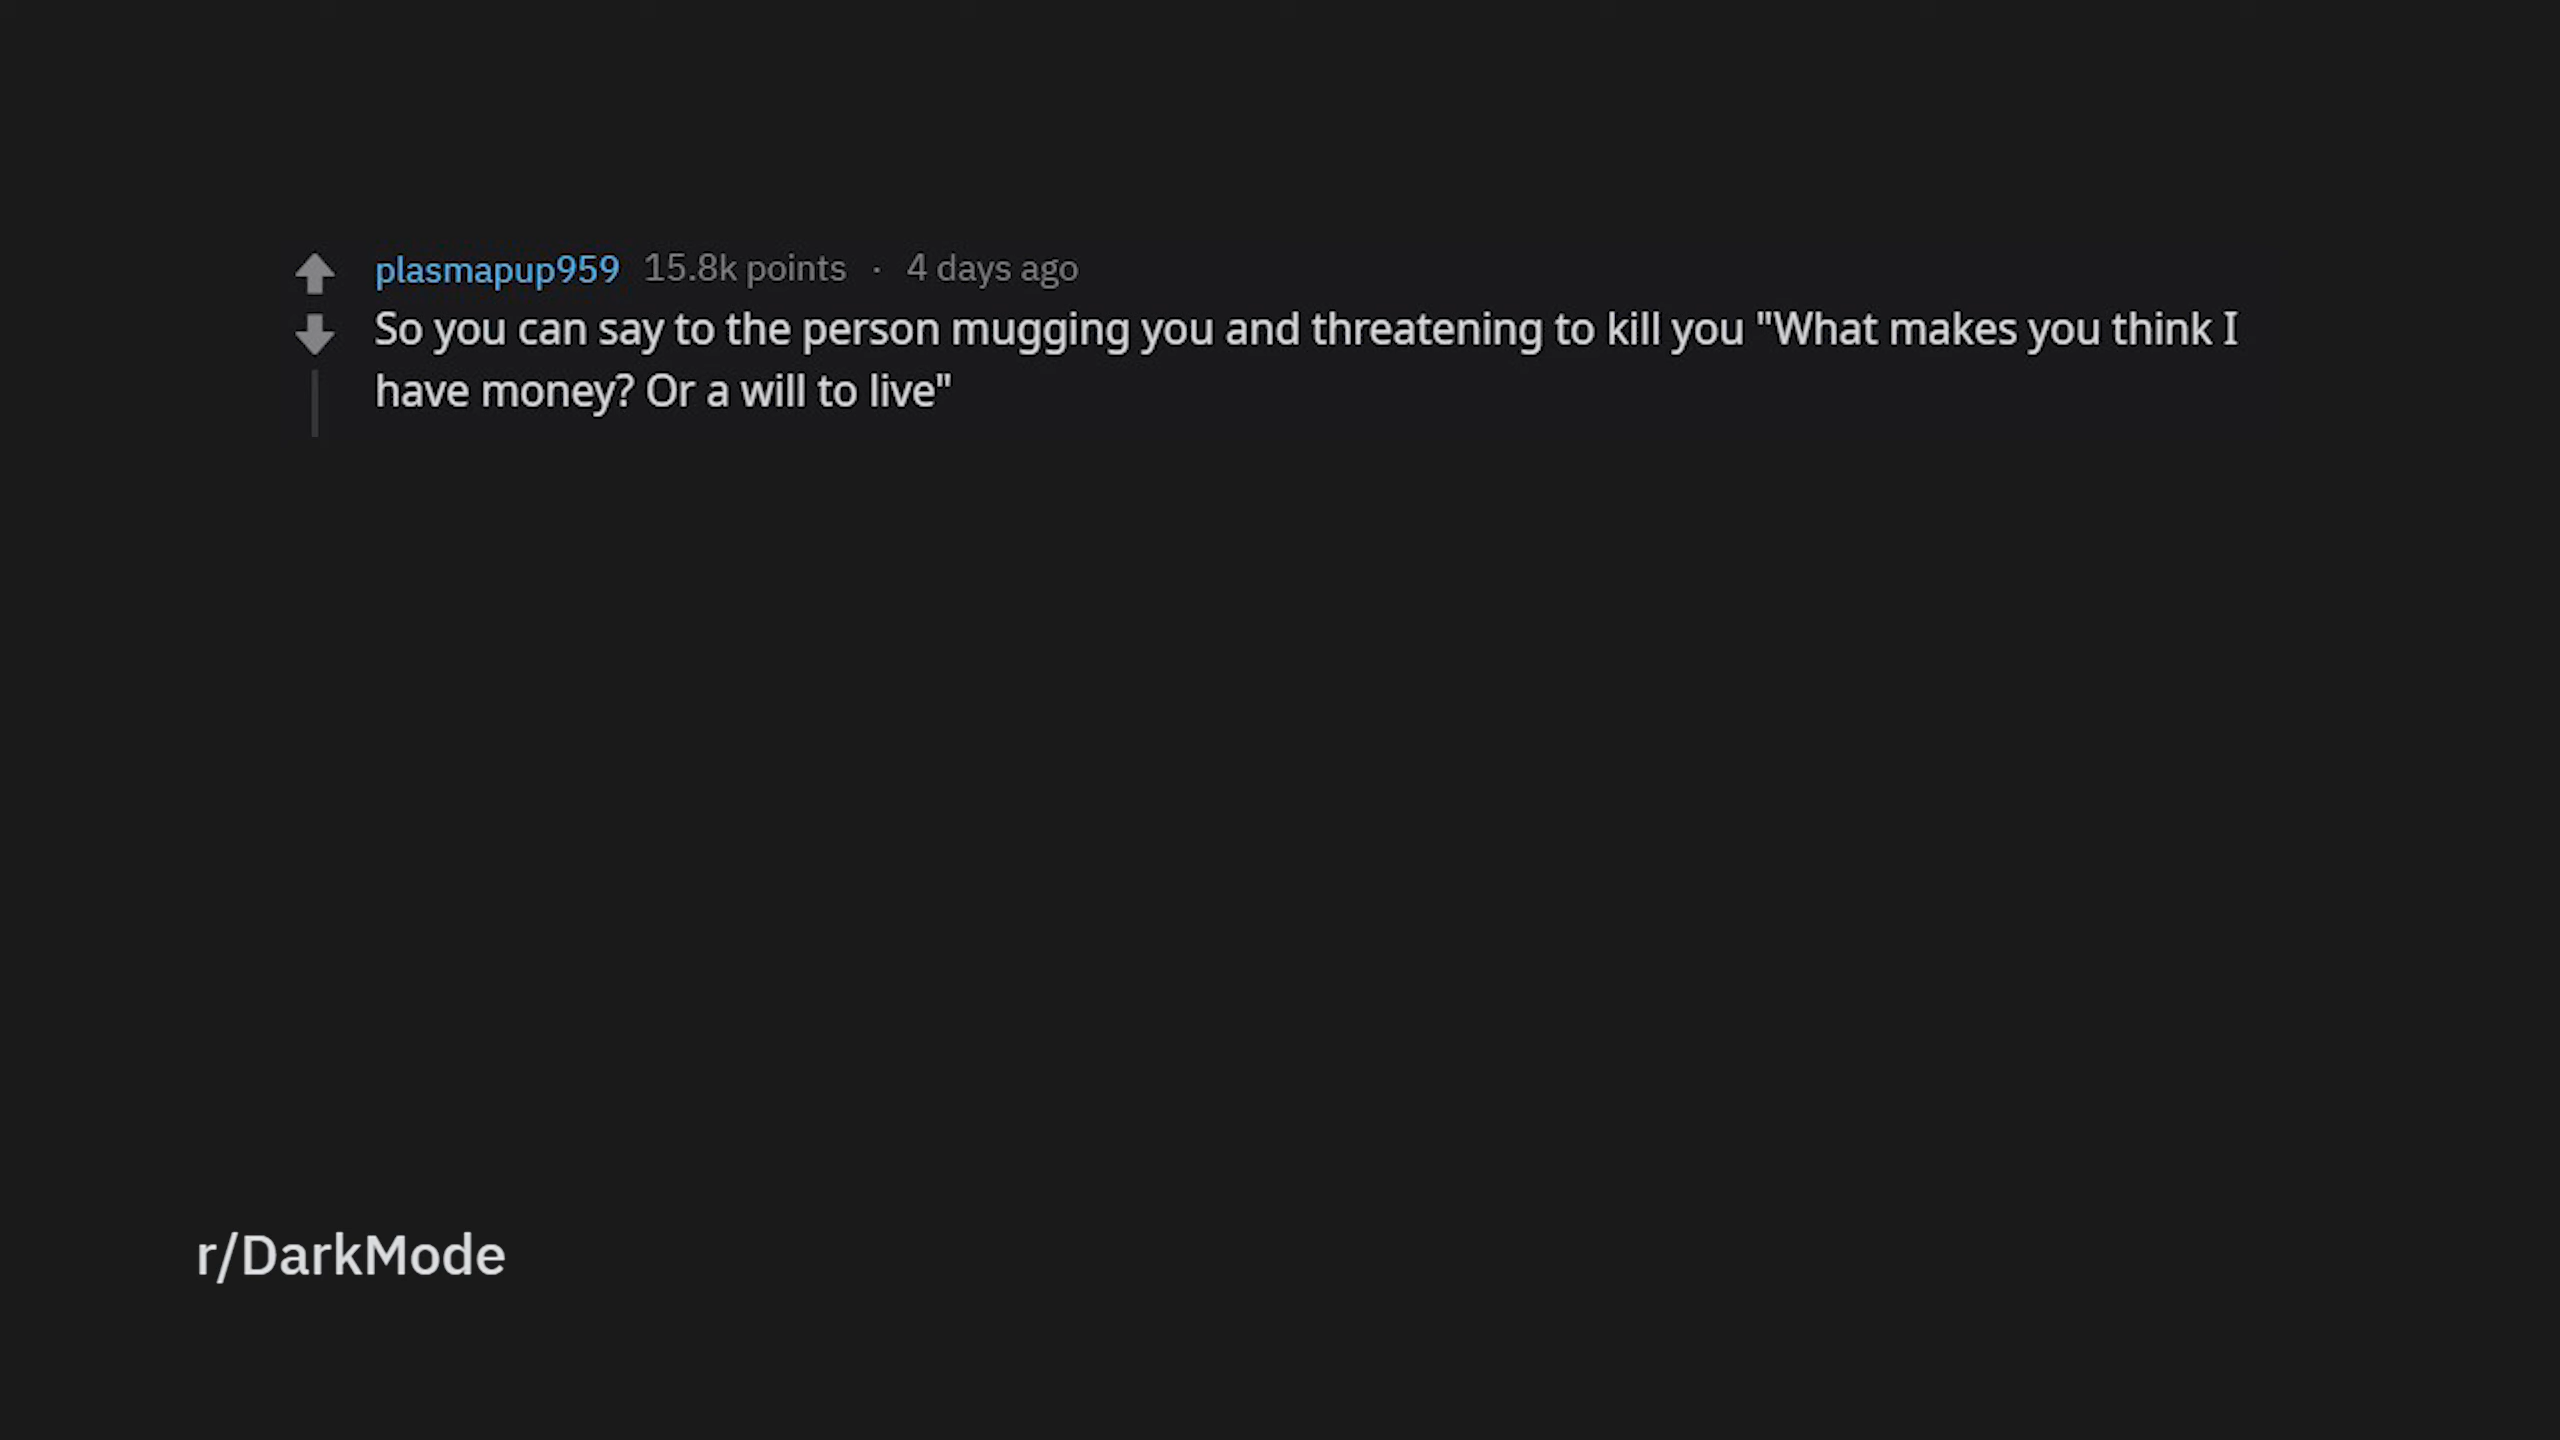 plasmapup959 15.8k points · 4 days ago
So you can say to the person mugging you and threatening to kill you "What makes you think I
have money? Or a will to live"
r/DarkMode